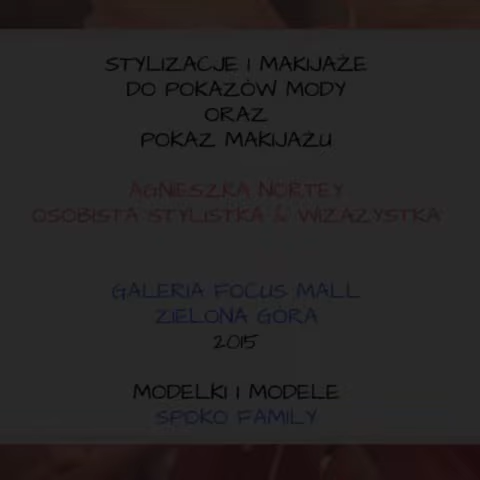 STYLIZACJE I MAKIJAŻE
DO POKAZÓW MODY
ORAZ
POKAZ MAKIJAŻU
AGNIESZKA NORTEY
OSOBISTA STYLISTKA & WIZAŻYSTKA
GALERIA FOCUS MALL
ZIELONA GÓRA
2015
MODELKI I MODELE
SPOKO FAMILY